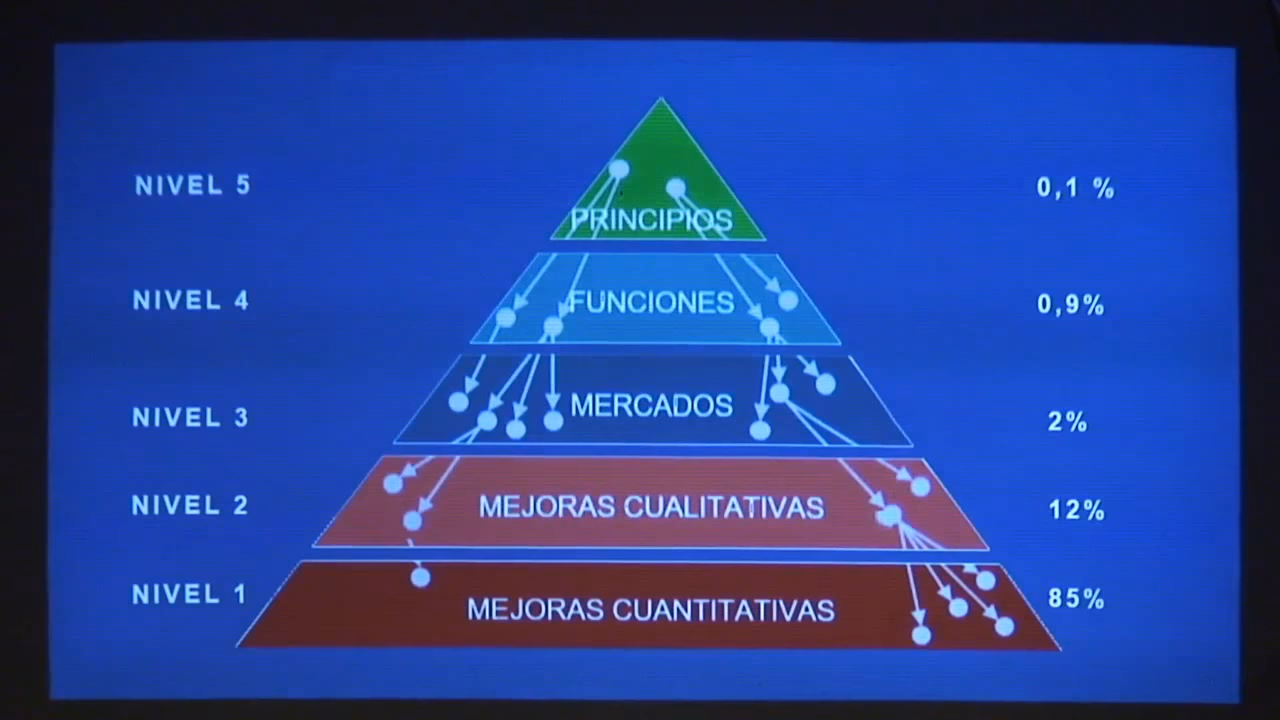 NIVEL 5
PRINCIPIOS
0,1 %
NIVEL 4
FUNCIONES
0,9%
NIVEL 3
MERCADOS
2%
NIVEL 2
MEJORAS CUALITATIVAS
12%
NIVEL 1
MEJORAS CUANTITATIVAS
85%